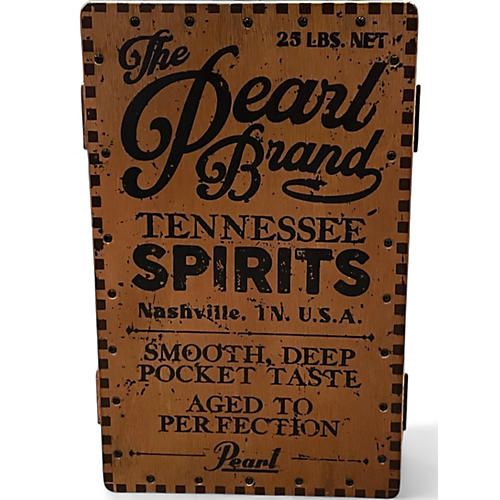 The
25 LBS. NET
Pearl
Brand
TENNESSEE
SPIRITS
Nashville, TN. U.S.A.
SMOOTH, DEEP
POCKET TASTE
AGED TO
PERFECTION
Pearl